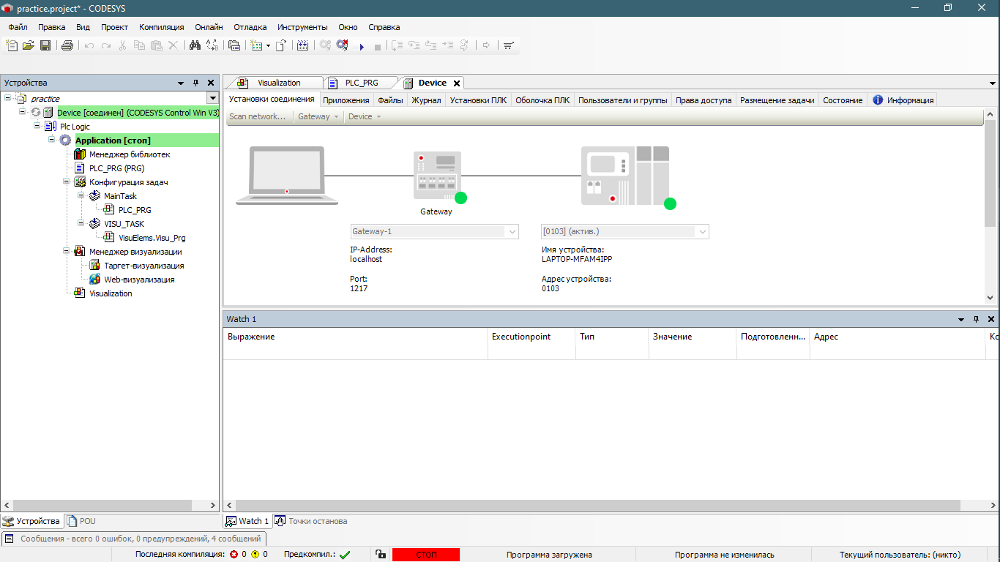 practice.project* - CODESYS
Файл Правка Вид Проект Компиляция Онлайн Отладка Инструменты Окно Справка
Устройства
practice
Device [соединен] (CODESYS Control Win V3)
Plc Logic
Application [стоп]
Менеджер библиотек
PLC_PRG (PRG)
Конфигурация задач
MainTask
PLC_PRG
VISU_TASK
VisuElems.Visu_Prg
Менеджер визуализации
Таргет-визуализация
Web-визуализация
Visualization
Устройства POU
Visualization PLC_PRG Device
Установки соединения Приложения Файлы Журнал Установки ПЛК Оболочка ПЛК Пользователи и группы Права доступа Размещение задачи Состояние Информация
Scan network... Gateway Device
Gateway
Gateway-1
IP-Address:
localhost
Port:
1217
[0103] (актив.)
Имя устройства:
LAPTOP-MFAM4IPP
Адрес устройства:
0103
Watch 1
Выражение Executionpoint Тип Значение Подготовленн... Адрес Ко
Watch 1 Точки останова
Сообщения - всего 0 ошибок, 0 предупреждений, 4 сообщений
Последняя компиляция: 0 0 Предкомпил.: СТОП Программа загружена Программа не изменилась Текущий пользователь: (никто)